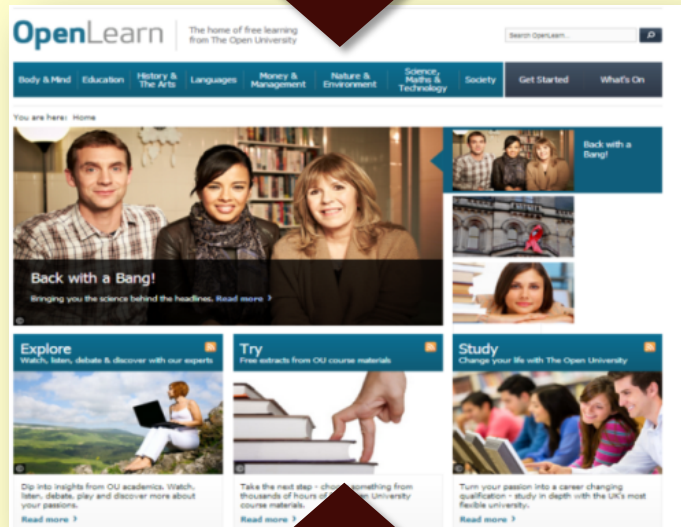 OpenLearn
The home of free learning
from The Open University
Search OpenLearn...
Body & Mind
Education
History &
The Arts
Languages
Money &
Management
Nature &
Environment
Science,
Maths &
Technology
Society
Get Started
What's On
You are here: Home
Back with a
Bang!
Back with a Bang!
Bringing you the science behind the headlines. Read more >
Explore
Watch, listen, debate & discover with our experts
Try
Free extracts from OU course materials
Study
Change your life with The Open University
Dip into insights from OU academics. Watch,
listen, debate, play and discover more about
your passions.
Read more >
Take the next step - something from
thousands of hours of University
course materials.
Read more >
Turn your passion into a career changing
qualification - study in depth with the UK's most
flexible university.
Read more >